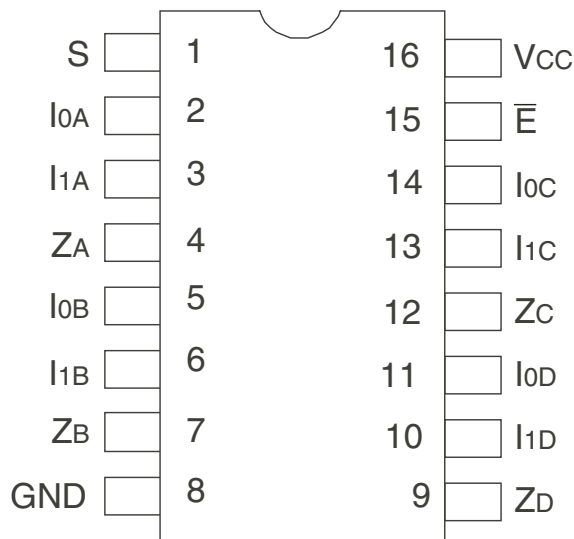 S 1 16 VCC
I0A 2 15 E̅
I1A 3 14 I0C
ZA 4 13 I1C
I0B 5 12 ZC
I1B 6 11 I0D
ZB 7 10 I1D
GND 8 9 ZD